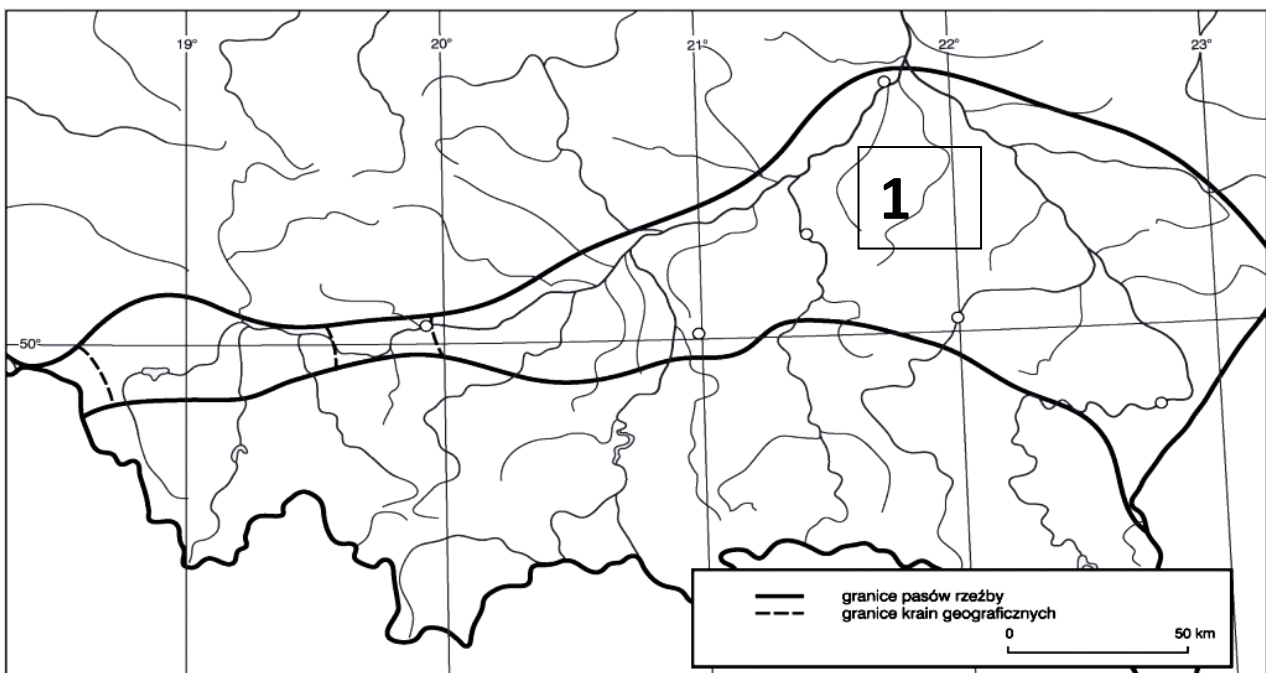 19° 20° 21° 22° 23°
1
50°
granice pasów rzeźby
granice krain geograficznych
0 50 km